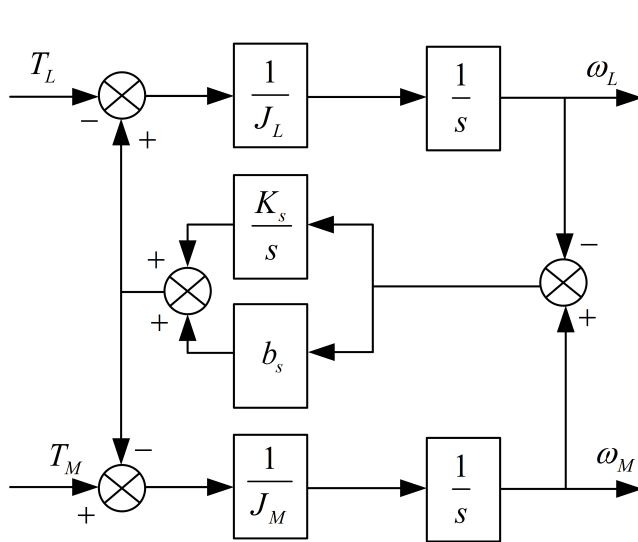 T_L
−
+
1
J_L
1
s
ω_L
−
+
K_s
s
+
+
b_s
T_M
+
−
1
J_M
1
s
ω_M